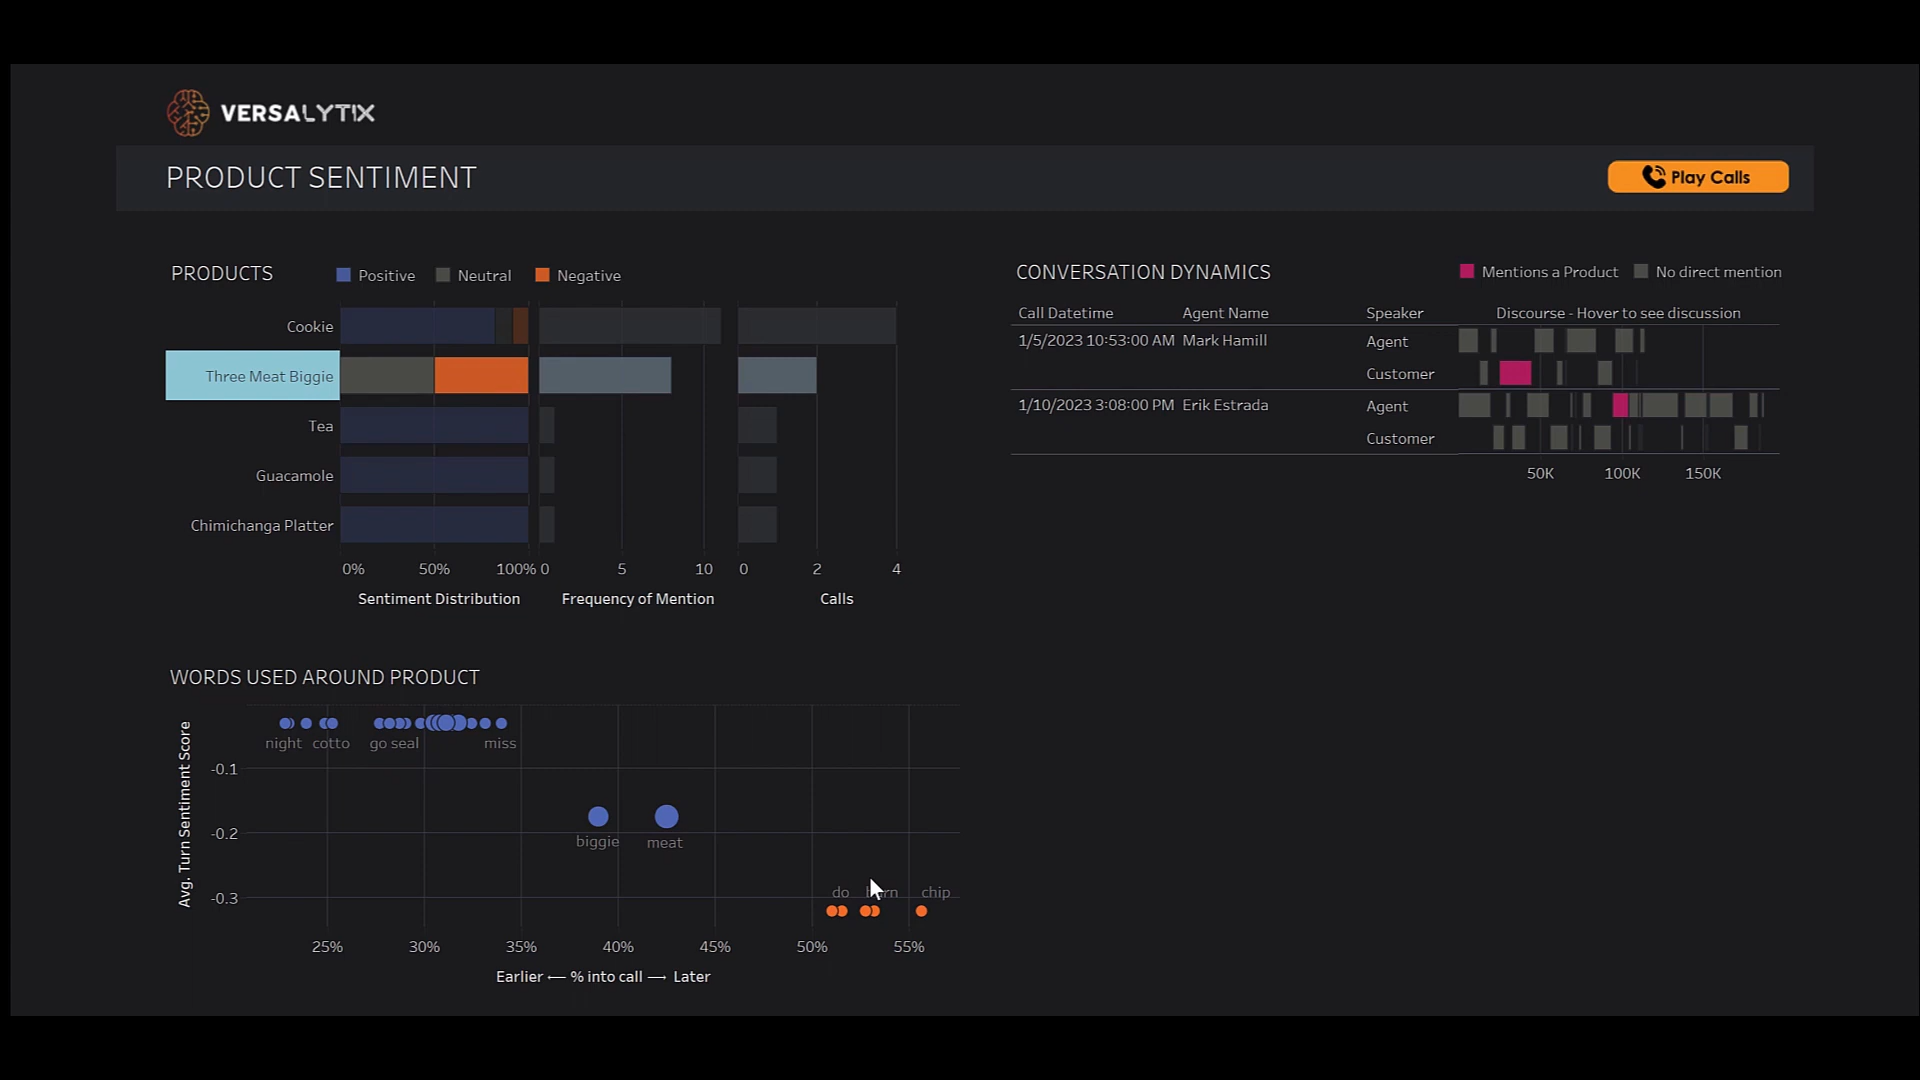 VERSALYTIX
PRODUCT SENTIMENT
Play Calls
PRODUCTS
Positive Neutral Negative
Cookie
Three Meat Biggie
Tea
Guacamole
Chimichanga Platter
0% 50% 100% 0 5 10 0 2 4
Sentiment Distribution Frequency of Mention Calls
CONVERSATION DYNAMICS
Mentions a Product No direct mention
Call Datetime Agent Name Speaker Discourse - Hover to see discussion
1/5/2023 10:53:00 AM Mark Hamill Agent
Customer
1/10/2023 3:08:00 PM Erik Estrada Agent
Customer
50K 100K 150K
WORDS USED AROUND PRODUCT
Avg. Turn Sentiment Score
night cotto go seal miss
-0.1
-0.2
biggie meat
do chip
-0.3
25% 30% 35% 40% 45% 50% 55%
Earlier ⟵ % into call ⟶ Later